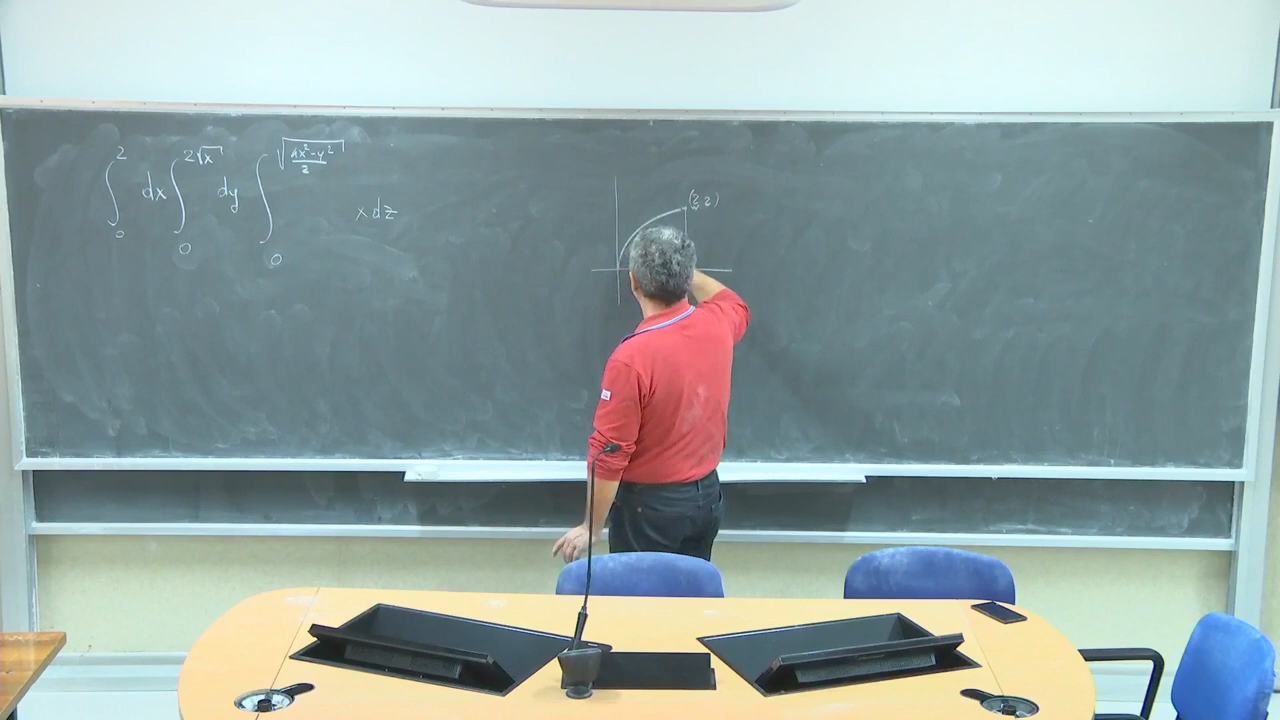 ∫₀² dx ∫₀^{2√x} dy ∫₀^{√((4x²-y²)/2)} x dz
(2,2)